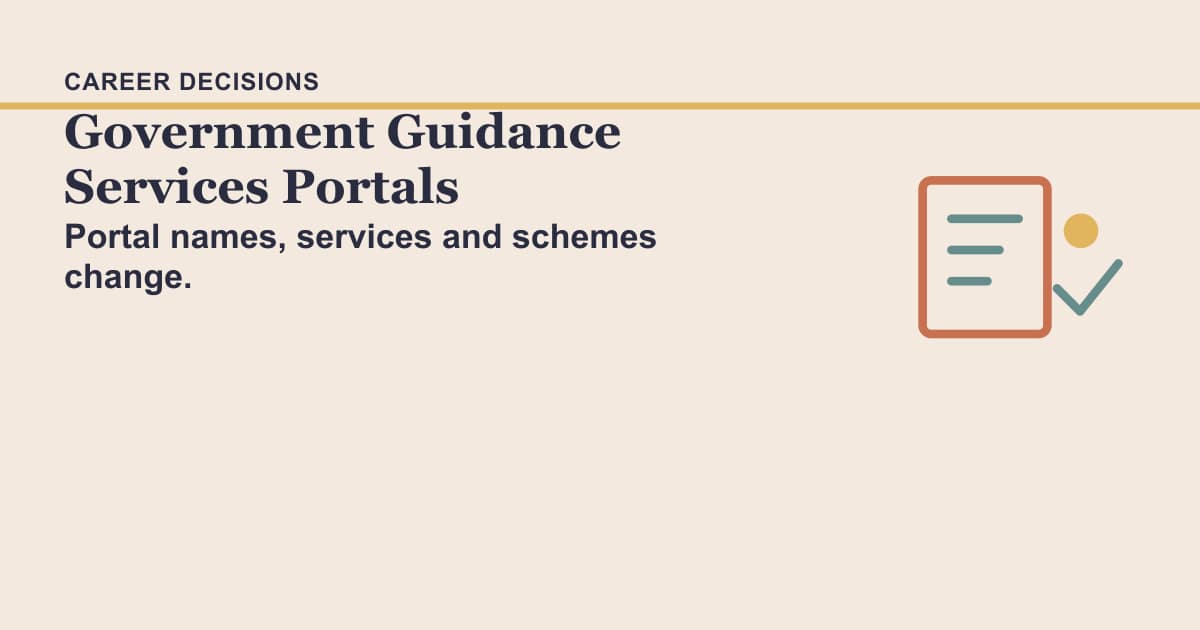 CAREER DECISIONS
Government Guidance
Services Portals
Portal names, services and schemes
change.